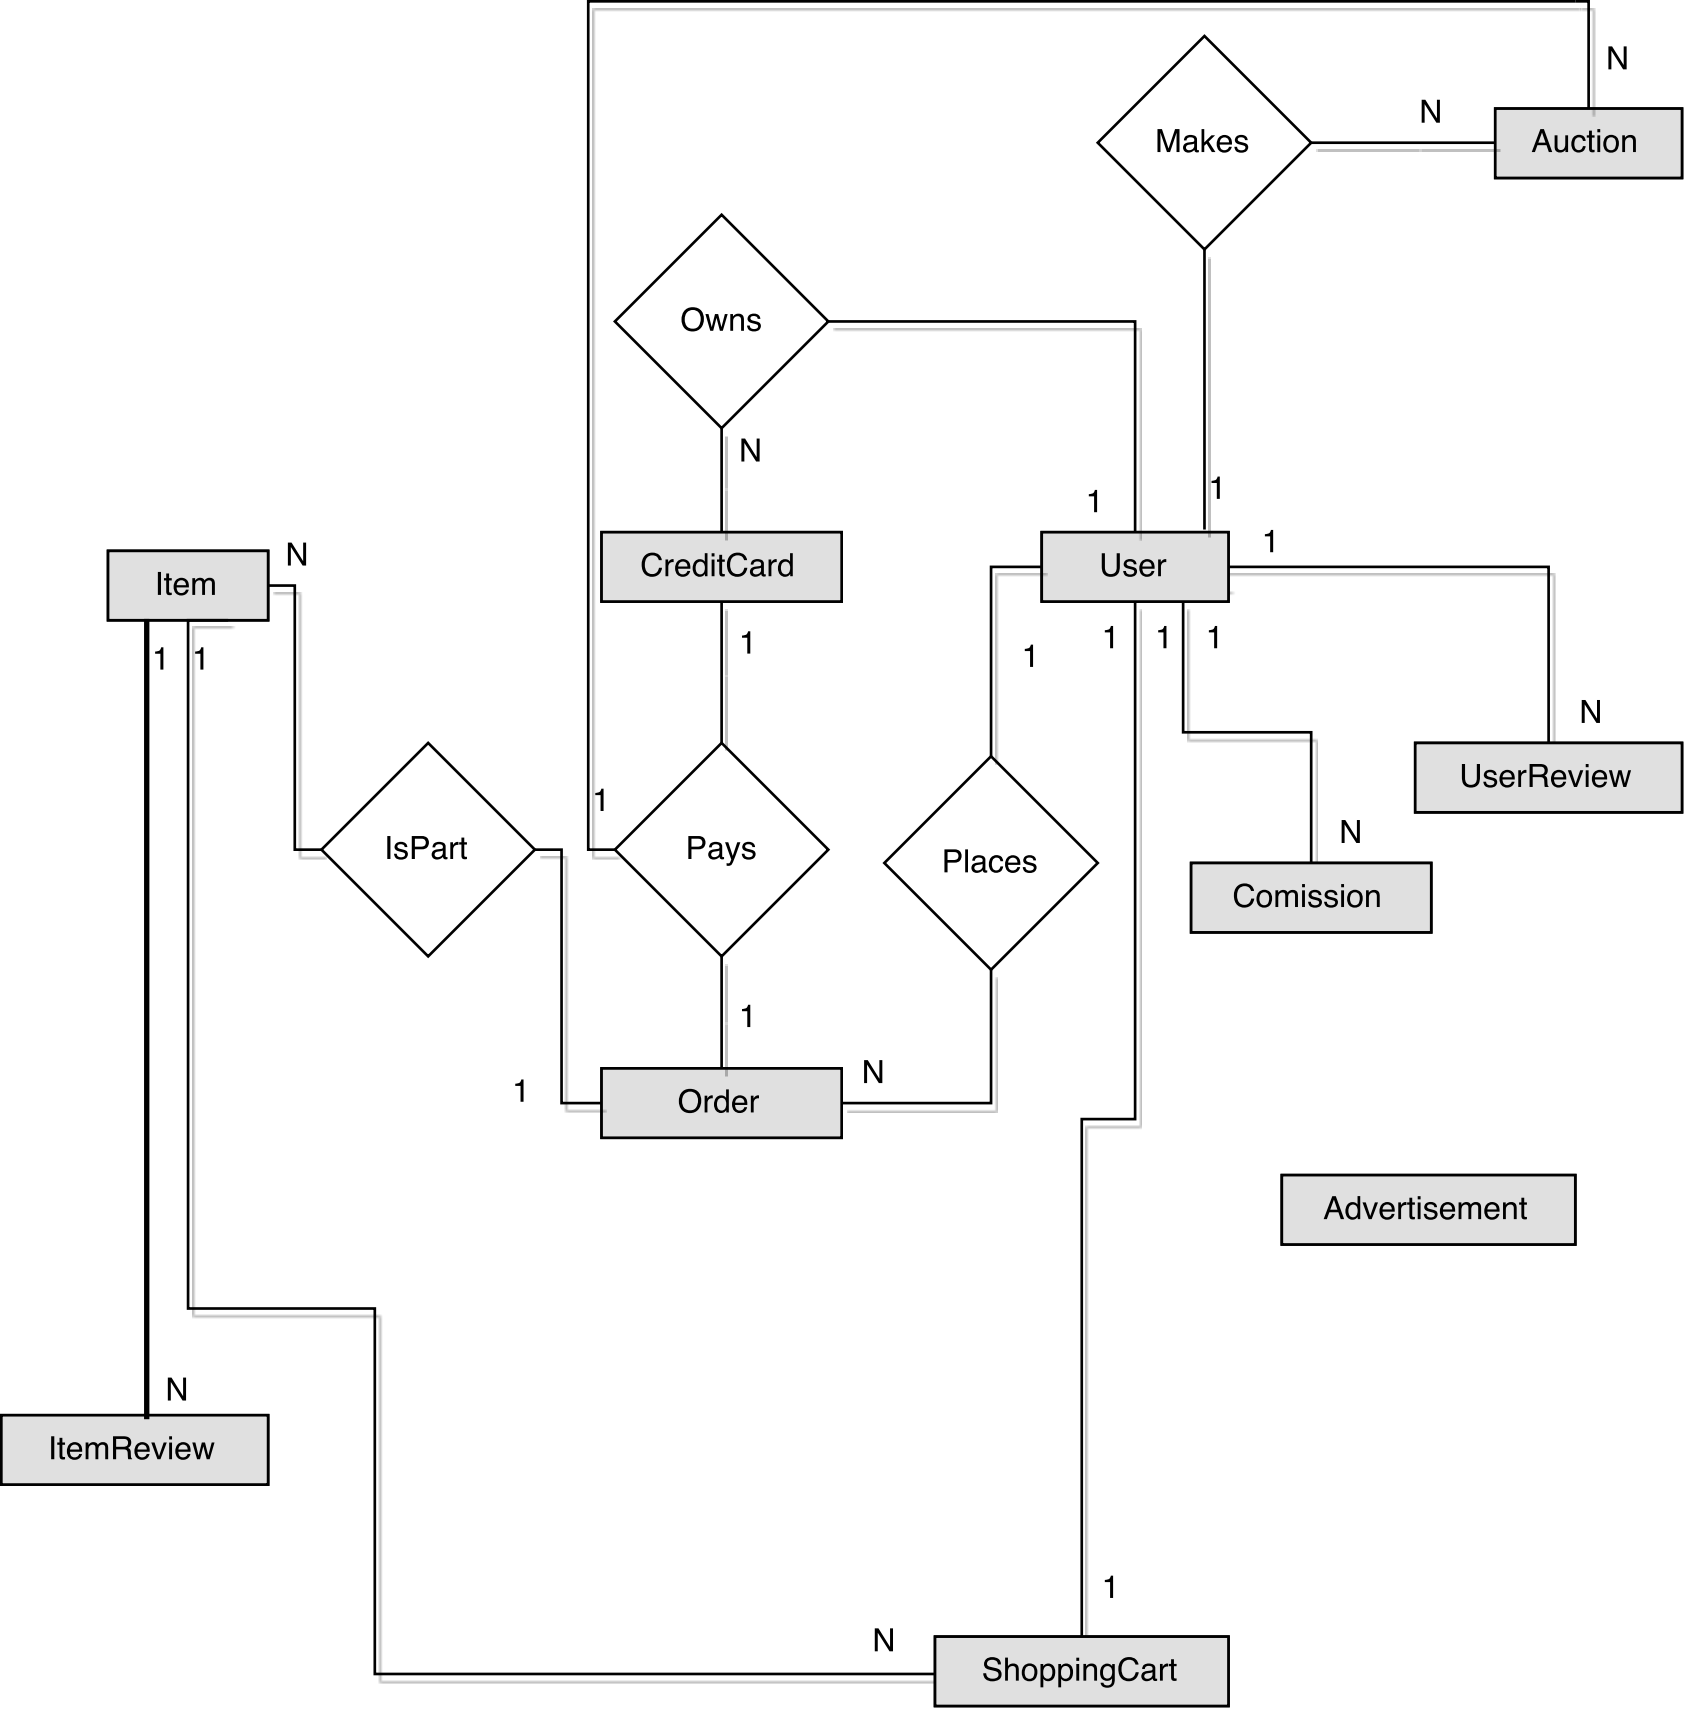 N
N
Makes
Auction
Owns
N
1
1
N
1
Item
CreditCard
User
1
1
1
1
1
1
1
N
1
IsPart
Pays
Places
UserReview
N
Comission
1
N
1
Order
Advertisement
N
ItemReview
1
N
ShoppingCart